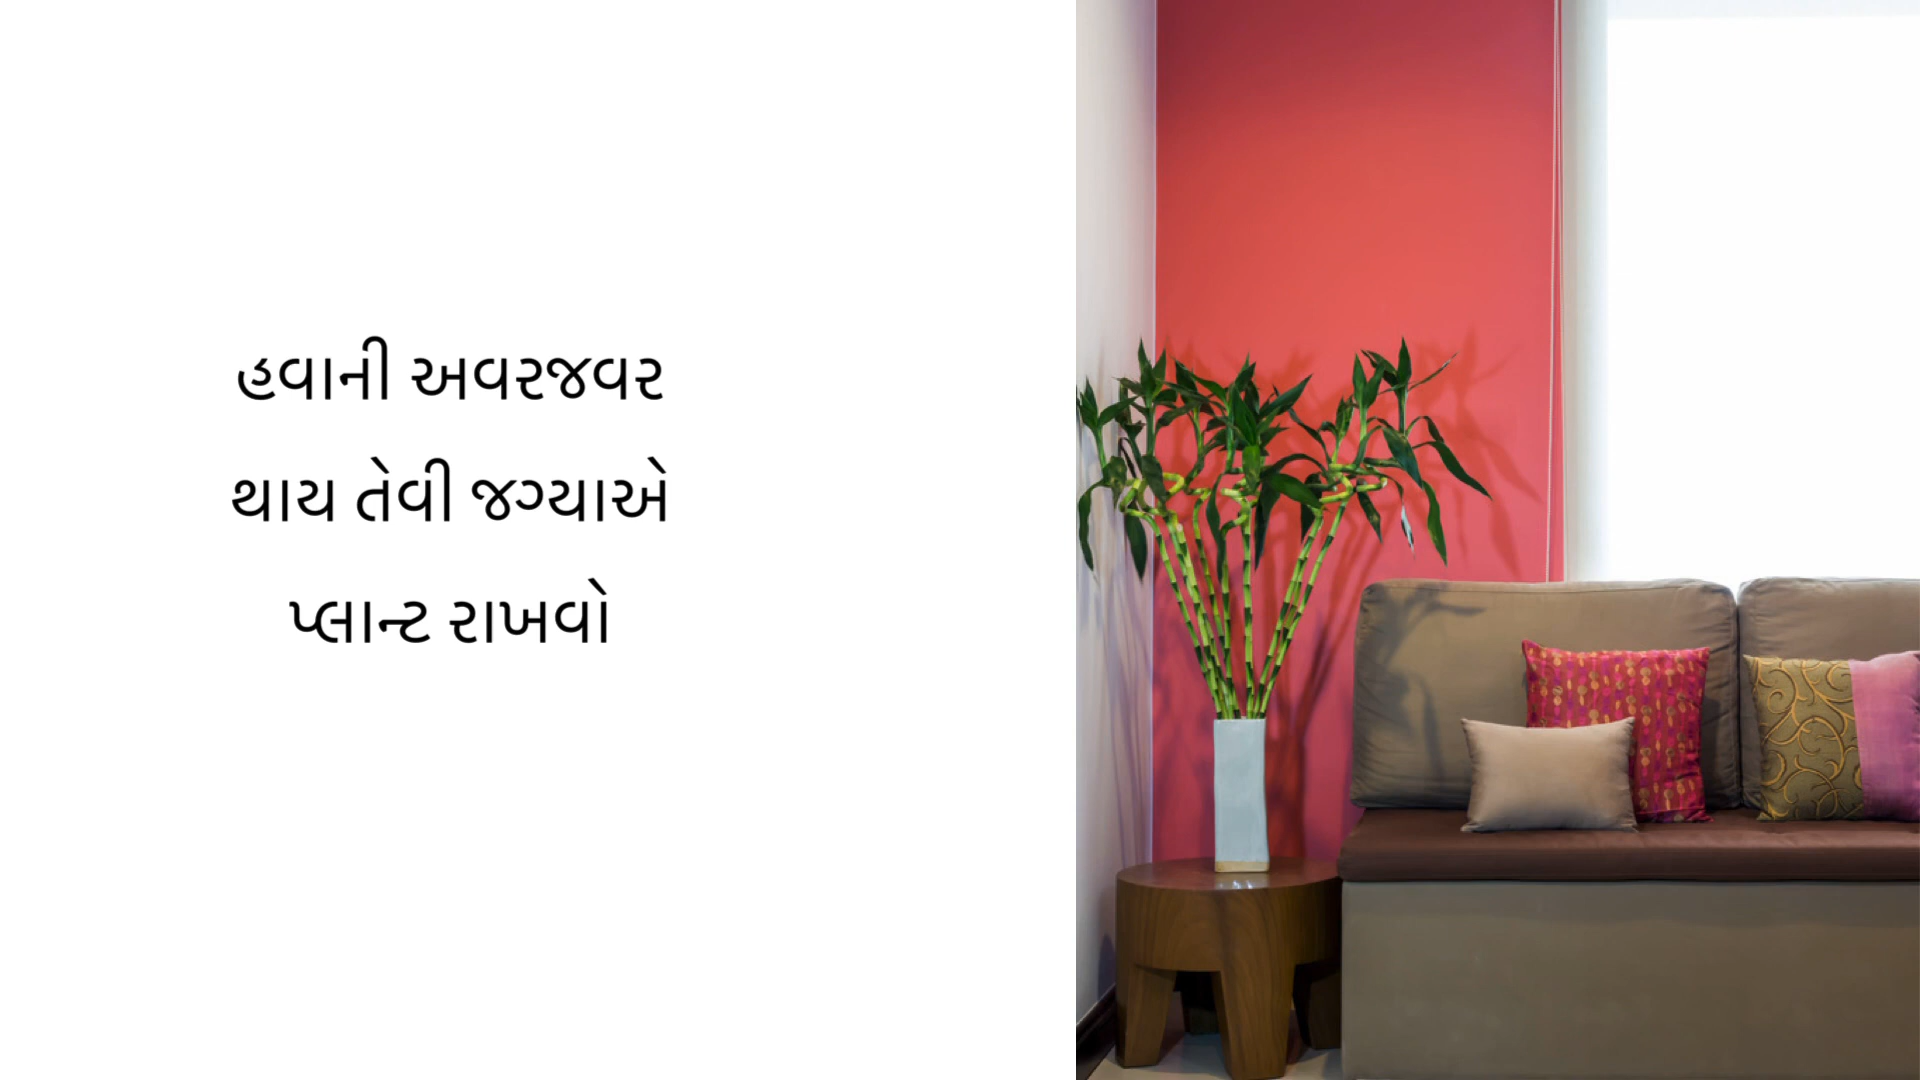 હવાની અવરજવર
થાય તેવી જગ્યાએ
પ્લાન્ટ રાખવો